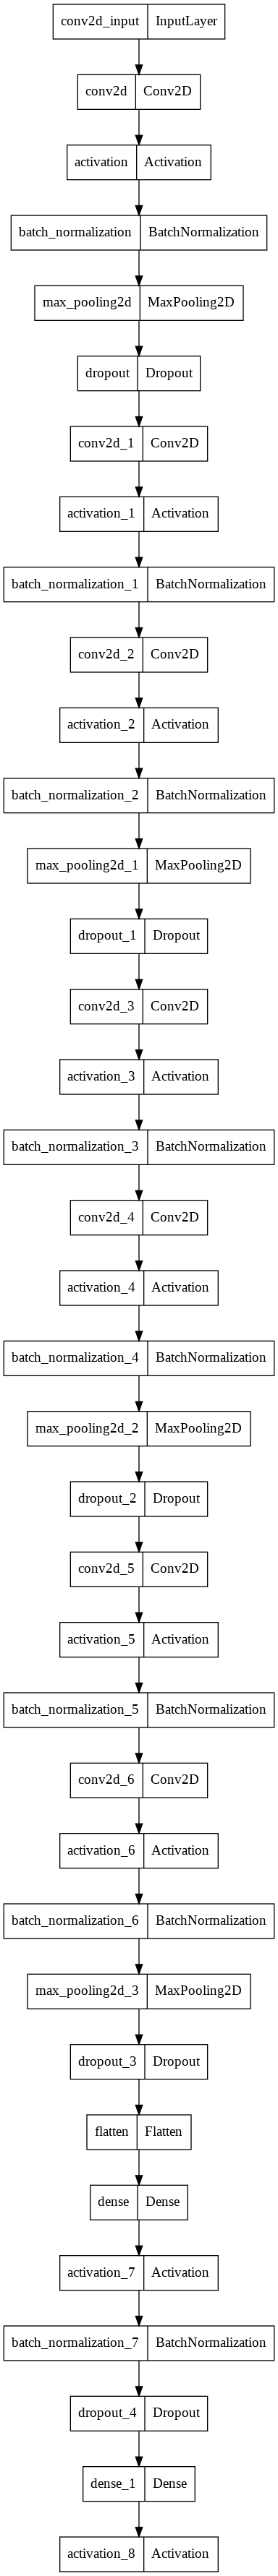 conv2d_input InputLayer
conv2d Conv2D
activation Activation
batch_normalization BatchNormalization
max_pooling2d MaxPooling2D
dropout Dropout
conv2d_1 Conv2D
activation_1 Activation
batch_normalization_1 BatchNormalization
conv2d_2 Conv2D
activation_2 Activation
batch_normalization_2 BatchNormalization
max_pooling2d_1 MaxPooling2D
dropout_1 Dropout
conv2d_3 Conv2D
activation_3 Activation
batch_normalization_3 BatchNormalization
conv2d_4 Conv2D
activation_4 Activation
batch_normalization_4 BatchNormalization
max_pooling2d_2 MaxPooling2D
dropout_2 Dropout
conv2d_5 Conv2D
activation_5 Activation
batch_normalization_5 BatchNormalization
conv2d_6 Conv2D
activation_6 Activation
batch_normalization_6 BatchNormalization
max_pooling2d_3 MaxPooling2D
dropout_3 Dropout
flatten Flatten
dense Dense
activation_7 Activation
batch_normalization_7 BatchNormalization
dropout_4 Dropout
dense_1 Dense
activation_8 Activation